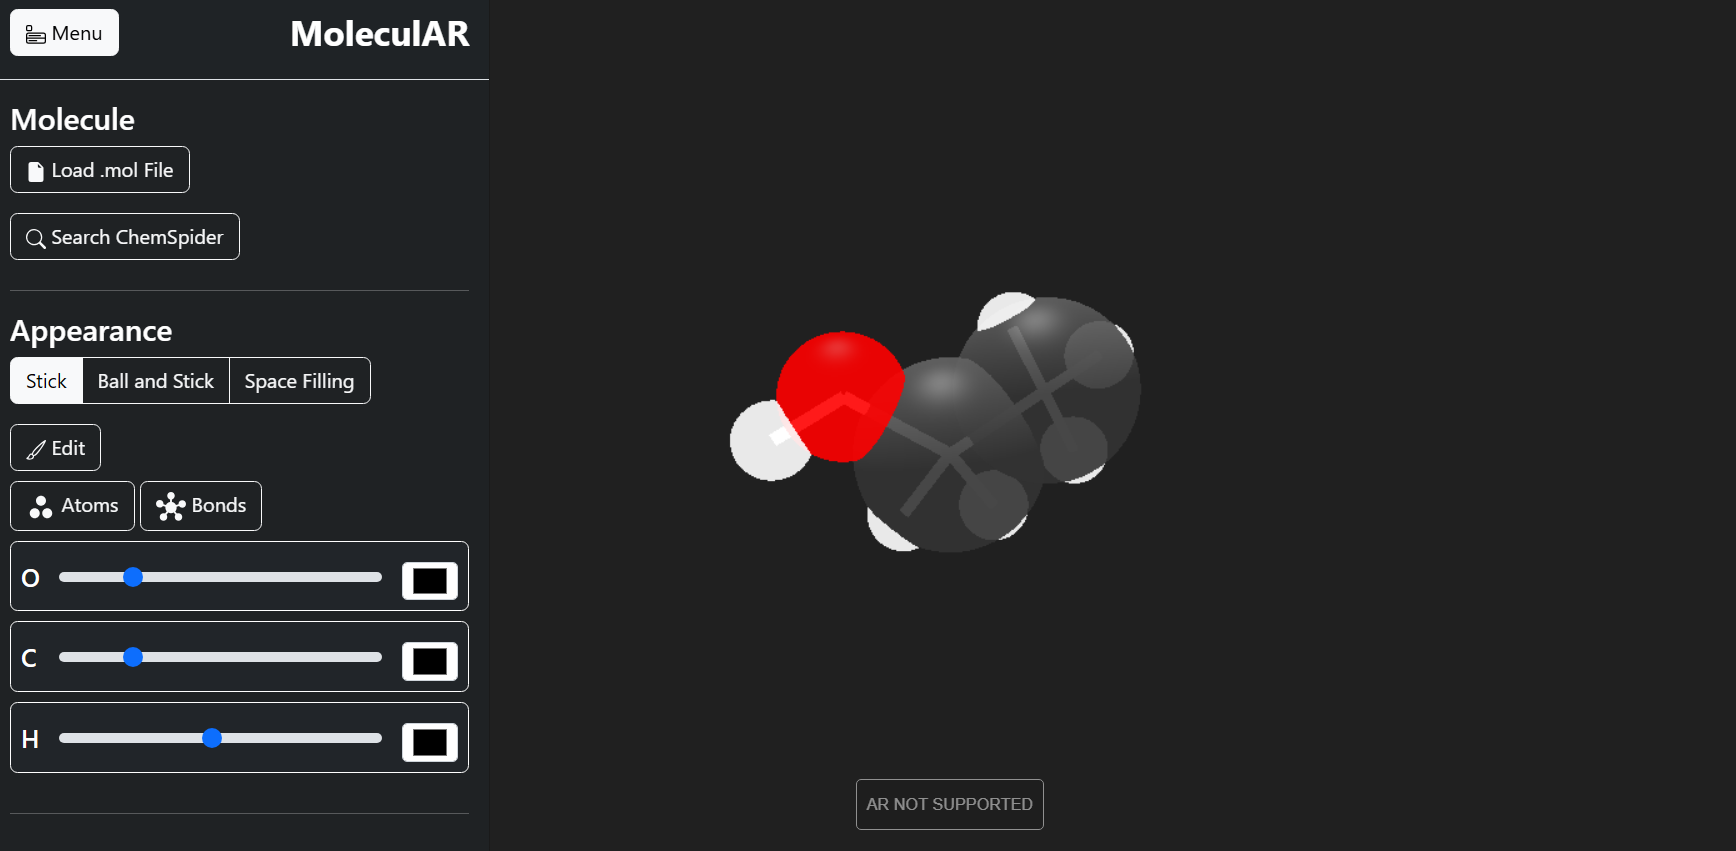 Menu
MoleculAR
Molecule
Load .mol File
Search ChemSpider
Appearance
Stick
Ball and Stick
Space Filling
Edit
Atoms
Bonds
O
C
H
AR NOT SUPPORTED